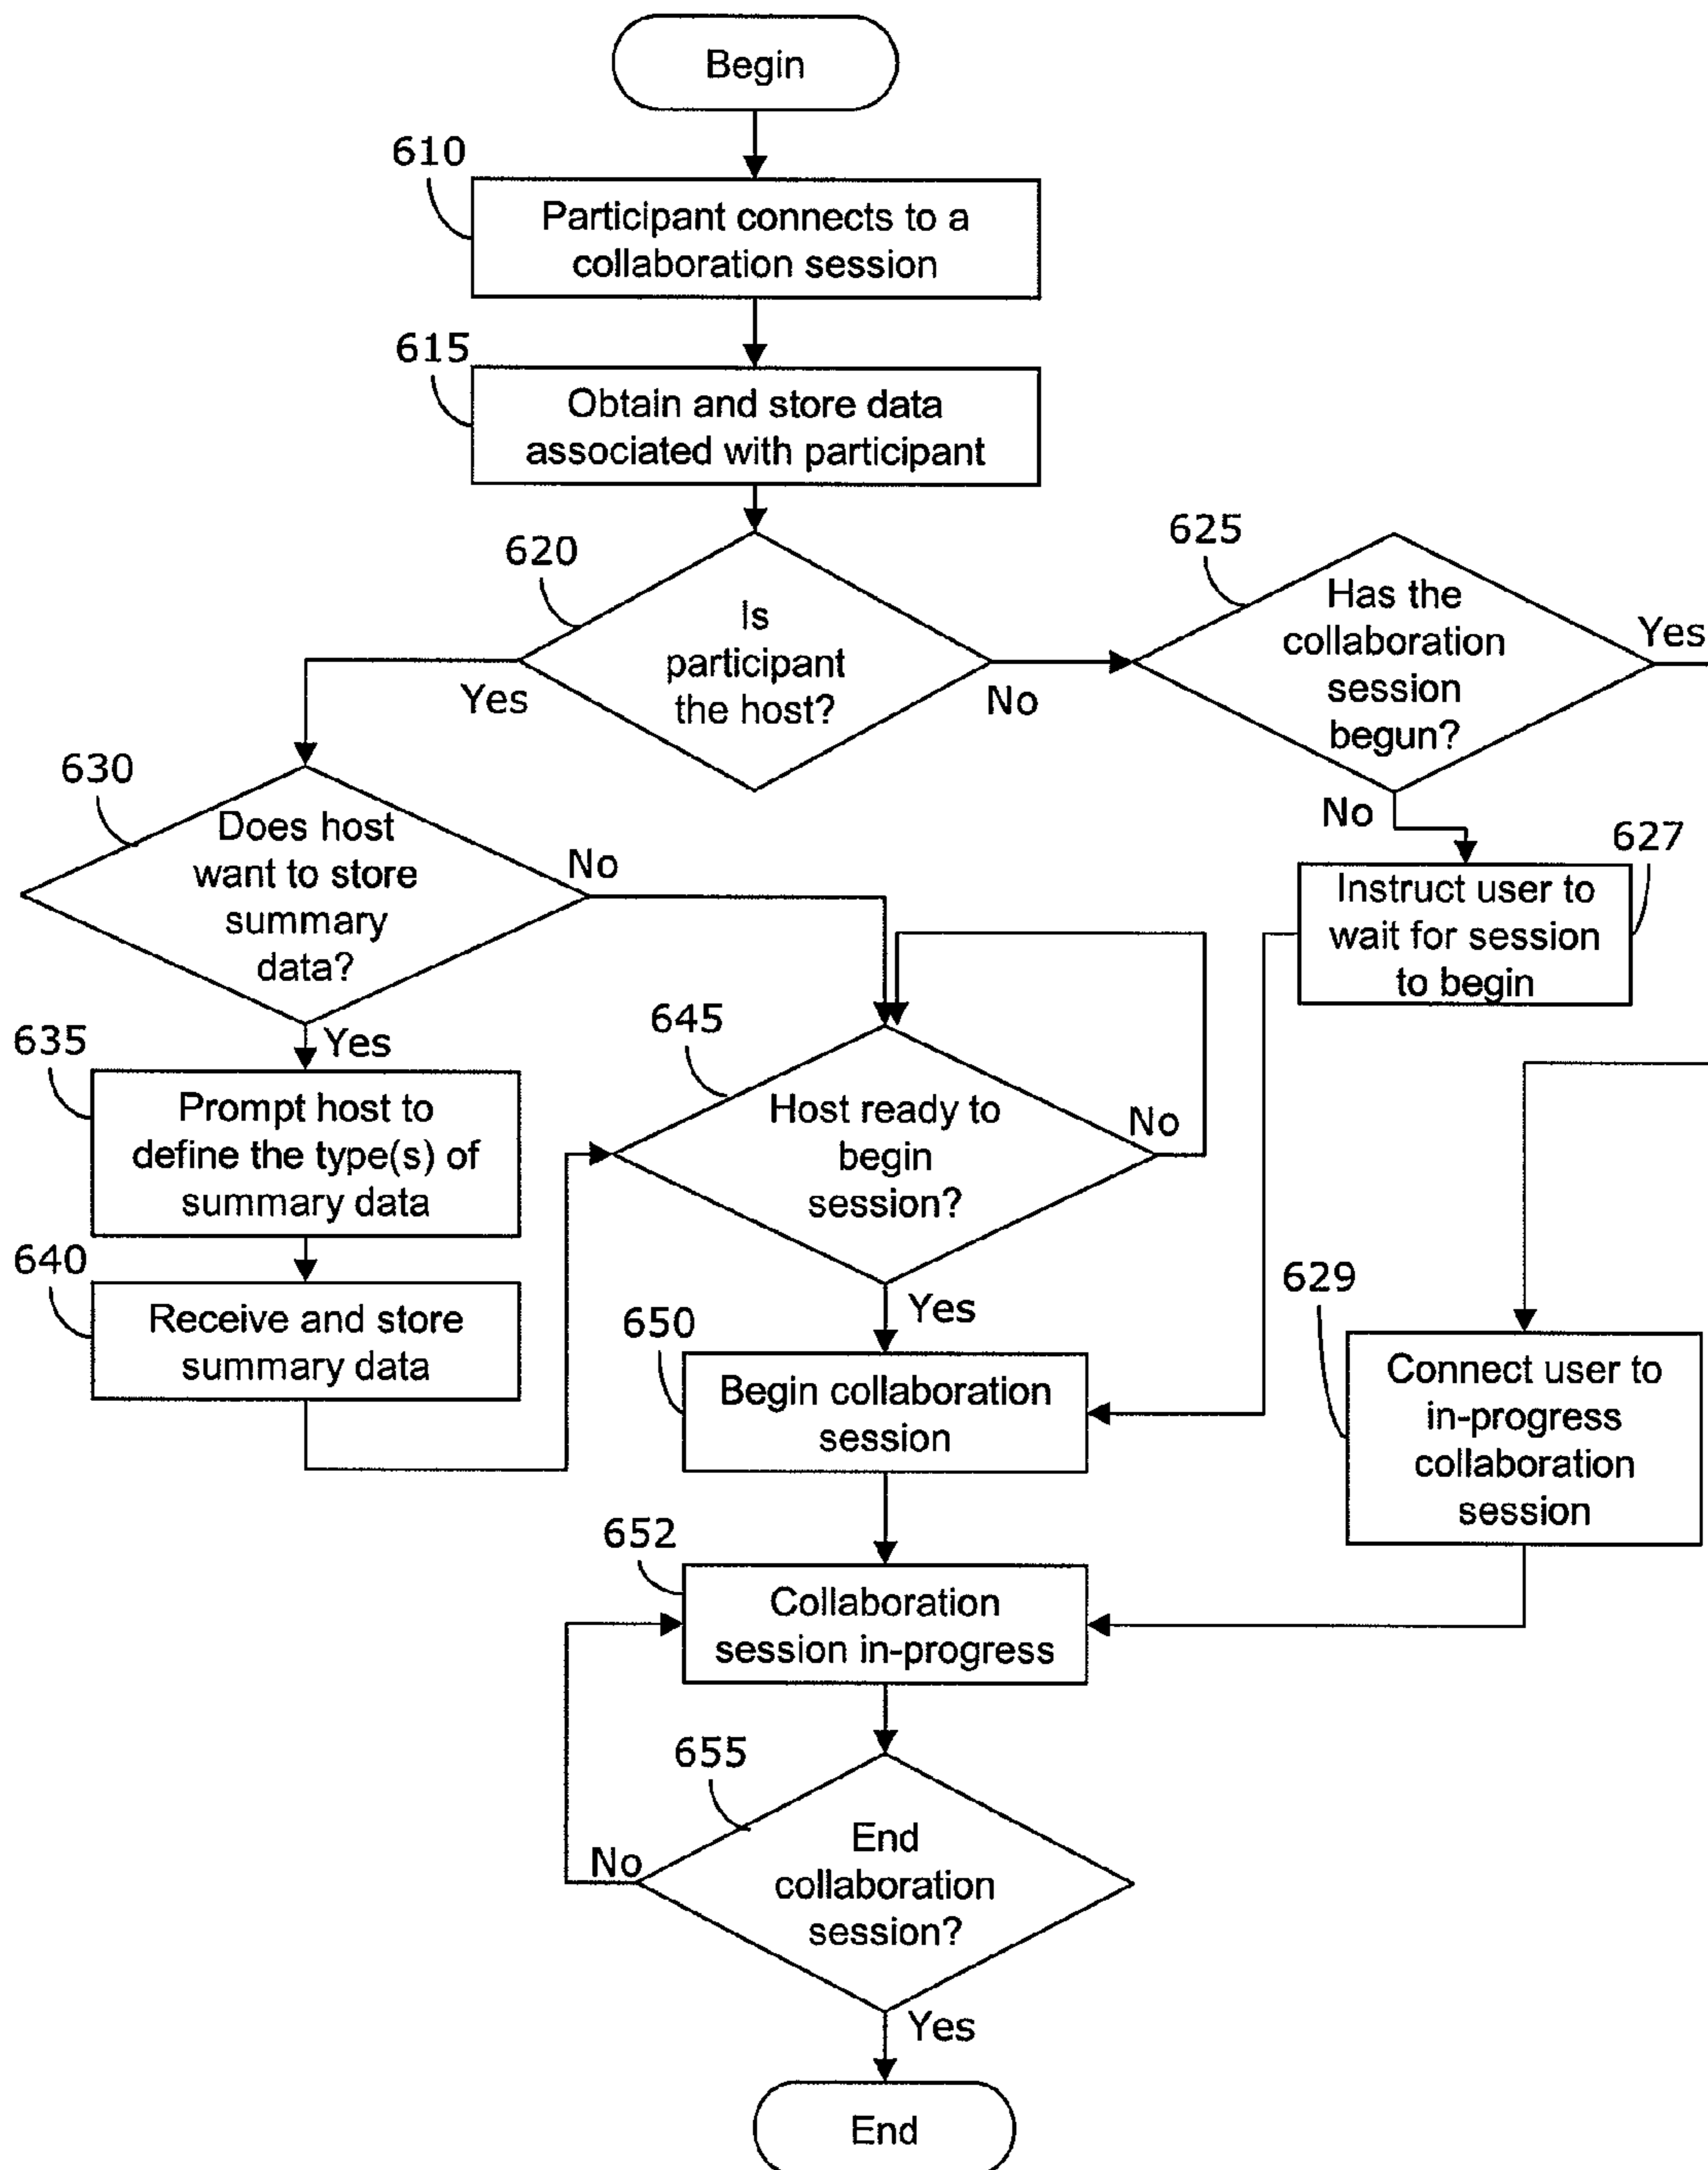 Begin
610
Participant connects to a
collaboration session
615
Obtain and store data
associated with participant
620
Is
participant
the host?
Yes
No
625
Has the
collaboration
session
begun?
Yes
No
627
Instruct user to
wait for session
to begin
630
Does host
want to store
summary
data?
No
Yes
635
Prompt host to
define the type(s) of
summary data
640
Receive and store
summary data
645
Host ready to
begin
session?
No
Yes
629
Connect user to
in-progress
collaboration
session
650
Begin collaboration
session
652
Collaboration
session in-progress
655
End
collaboration
session?
No
Yes
End